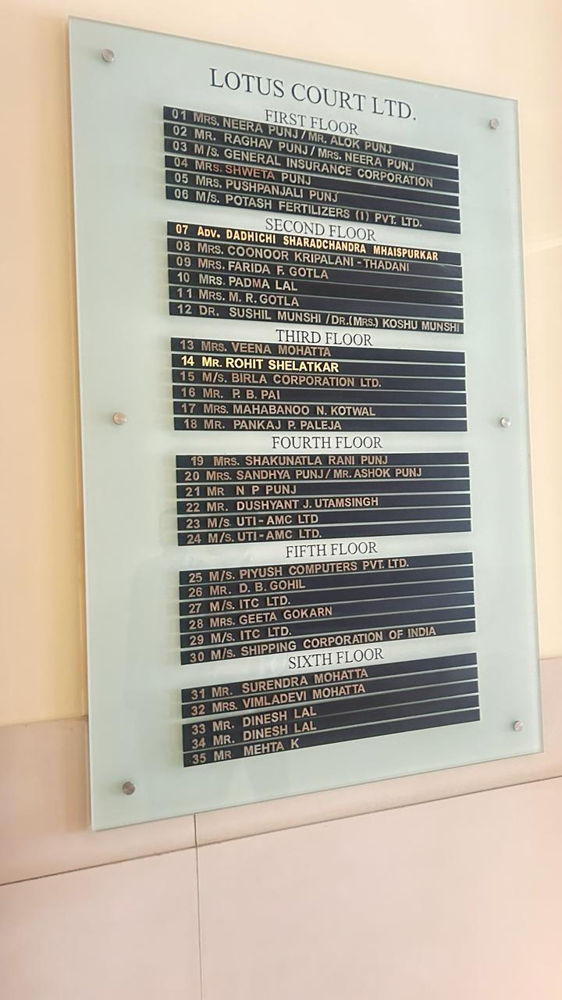 LOTUS COURT LTD.
FIRST FLOOR
01 MRS. NEERA PUNJ / MR. ALOK PUNJ
02 MR. RAGHAV PUNJ / MRS. NEERA PUNJ
03 M/S. GENERAL INSURANCE CORPORATION
04 MRS. SHWETA PUNJ
05 MRS. PUSHPANJALI PUNJ
06 M/S. POTASH FERTILIZERS (I) PVT. LTD.
SECOND FLOOR
07 ADV. DADHICHI SHARADCHANDRA MHAISPURKAR
08 MRS. COONOOR KRIPALANI - THADANI
09 MRS. FARIDA F. GOTLA
10 MRS. PADMA LAL
11 MRS. M. R. GOTLA
12 DR. SUSHIL MUNSHI / DR.(MRS.) KOSHU MUNSHI
THIRD FLOOR
13 MRS. VEENA MOHATTA
14 MR. ROHIT SHELATKAR
15 M/S. BIRLA CORPORATION LTD.
16 MR. P. B. PAI
17 MRS. MAHABANOO N. KOTWAL
18 MR. PANKAJ P. PALEJA
FOURTH FLOOR
19 MRS. SHAKUNATLA RANI PUNJ
20 MRS. SANDHYA PUNJ / MR. ASHOK PUNJ
21 MR N P PUNJ
22 MR. DUSHYANT J. UTAMSINGH
23 M/S. UTI - AMC LTD
24 M/S. UTI - AMC LTD.
FIFTH FLOOR
25 M/S. PIYUSH COMPUTERS PVT. LTD.
26 MR. D. B. GOHIL
27 M/S. ITC LTD.
28 MRS. GEETA GOKARN
29 M/S. ITC LTD.
30 M/S. SHIPPING CORPORATION OF INDIA
SIXTH FLOOR
31 MR. SURENDRA MOHATTA
32 MRS. VIMLADEVI MOHATTA
33 MR. DINESH LAL
34 MR. DINESH LAL
35 MR MEHTA K